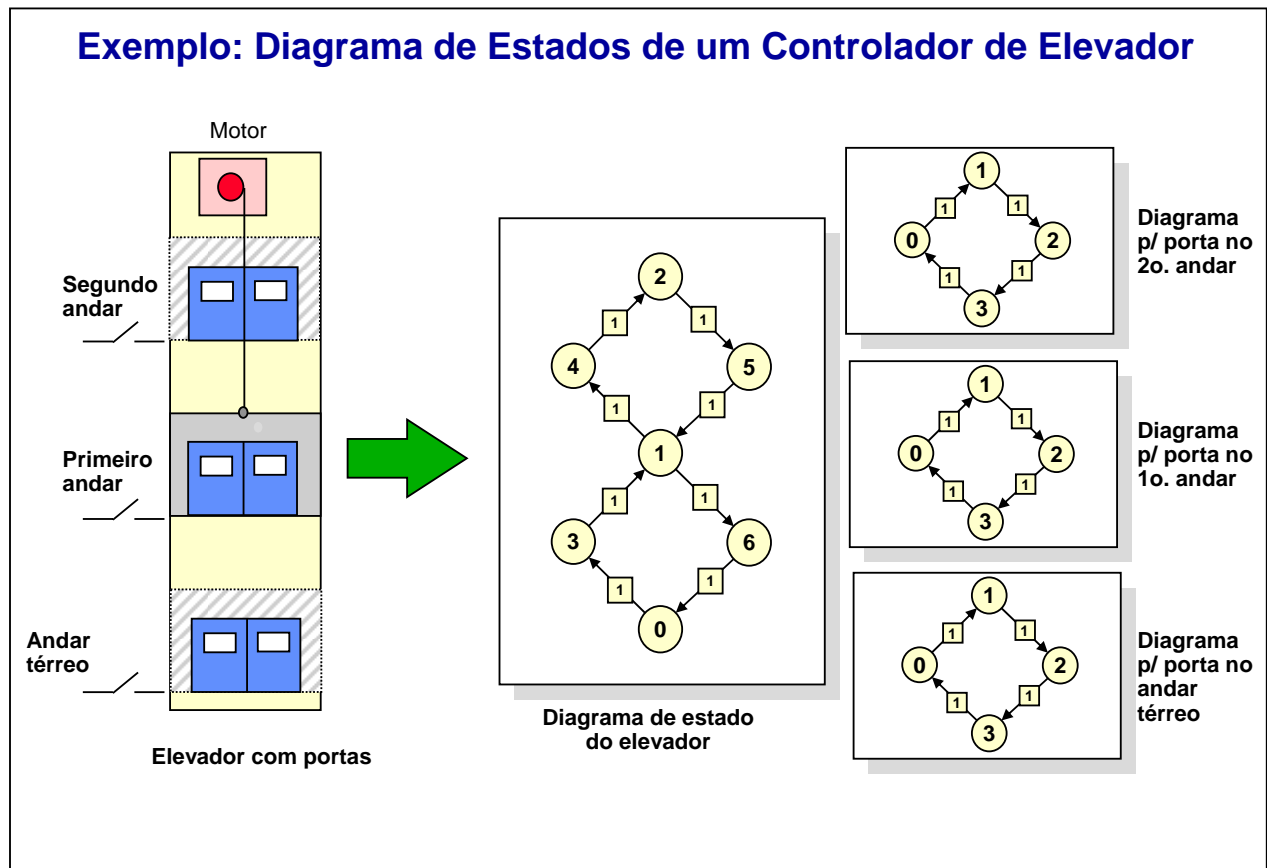 Exemplo: Diagrama de Estados de um Controlador de Elevador
Motor
Segundo
andar
Primeiro
andar
Andar
térreo
Elevador com portas
2
1
1
4
5
1
1
1
1
1
3
6
1
1
0
Diagrama de estado
do elevador
1
1
1
0
2
1
1
3
Diagrama
p/ porta no
2o. andar
1
1
1
0
2
1
1
3
Diagrama
p/ porta no
1o. andar
1
1
1
0
2
1
1
3
Diagrama
p/ porta no
andar
térreo